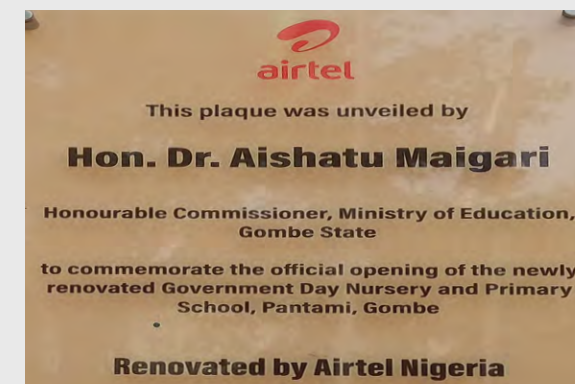 airtel
This plaque was unveiled by
Hon. Dr. Aishatu Maigari
Honourable Commissioner, Ministry of Education,
Gombe State
to commemorate the official opening of the newly
renovated Government Day Nursery and Primary
School, Pantami, Gombe
Renovated by Airtel Nigeria